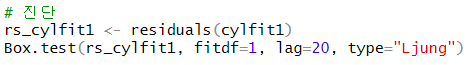 # 진단
rs_cylfit1 <- residuals(cylfit1)
Box.test(rs_cylfit1, fitdf=1, lag=20, type="Ljung")